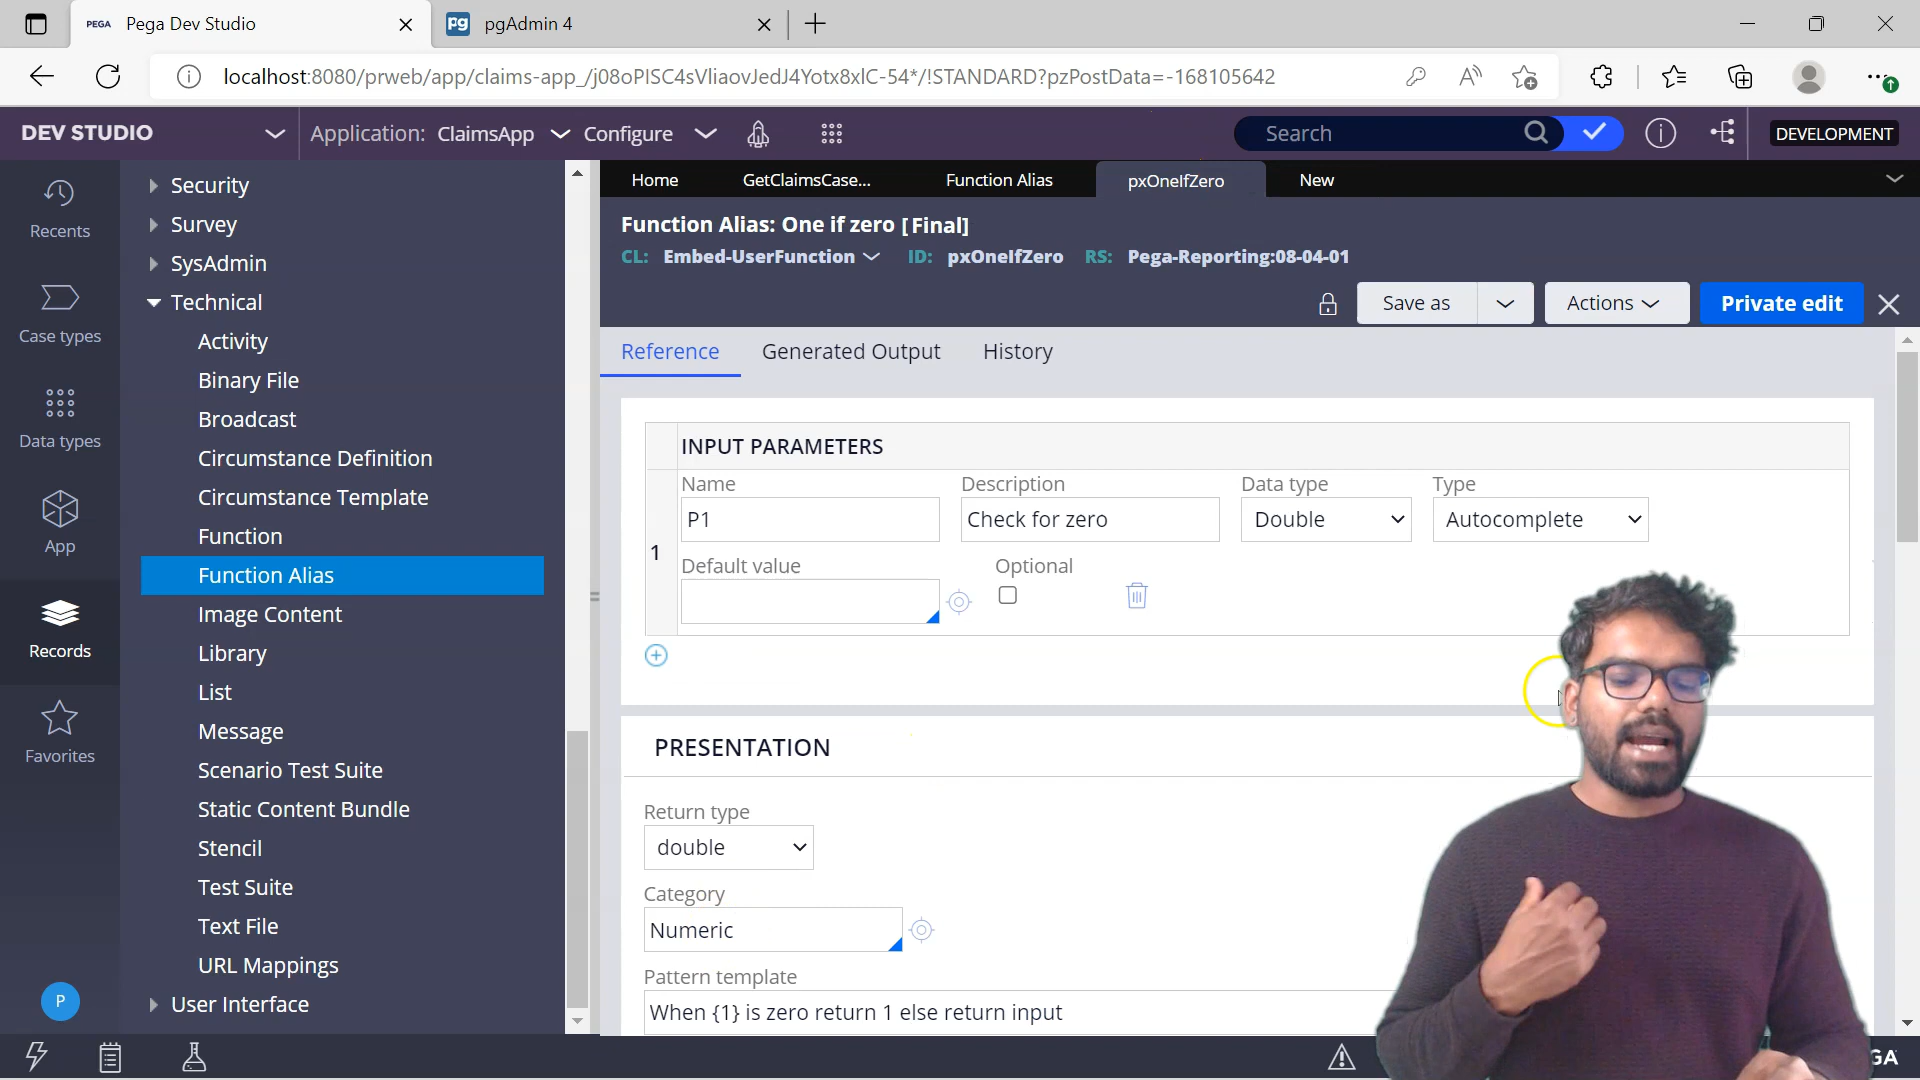 PEGA Pega Dev Studio
pg pgAdmin 4
localhost:8080/prweb/app/claims-app_/j08oPISC4sVliaovJedJ4Yotx8xlC-54*/!STANDARD?pzPostData=-168105642
DEV STUDIO
Application: ClaimsApp
Configure
Search
DEVELOPMENT
Recents
Case types
Data types
App
Records
Favorites
P
Security
Survey
SysAdmin
Technical
Activity
Binary File
Broadcast
Circumstance Definition
Circumstance Template
Function
Function Alias
Image Content
Library
List
Message
Scenario Test Suite
Static Content Bundle
Stencil
Test Suite
Text File
URL Mappings
User Interface
Home GetClaimsCase... Function Alias pxOneIfZero New
Function Alias: One if zero [Final]
CL: Embed-UserFunction ID: pxOneIfZero RS: Pega-Reporting:08-04-01
Save as Actions Private edit
Reference Generated Output History
INPUT PARAMETERS
Name Description Data type Type
1
P1 Check for zero Double Autocomplete
Default value Optional
PRESENTATION
Return type
double
Category
Numeric
Pattern template
When {1} is zero return 1 else return input
GA